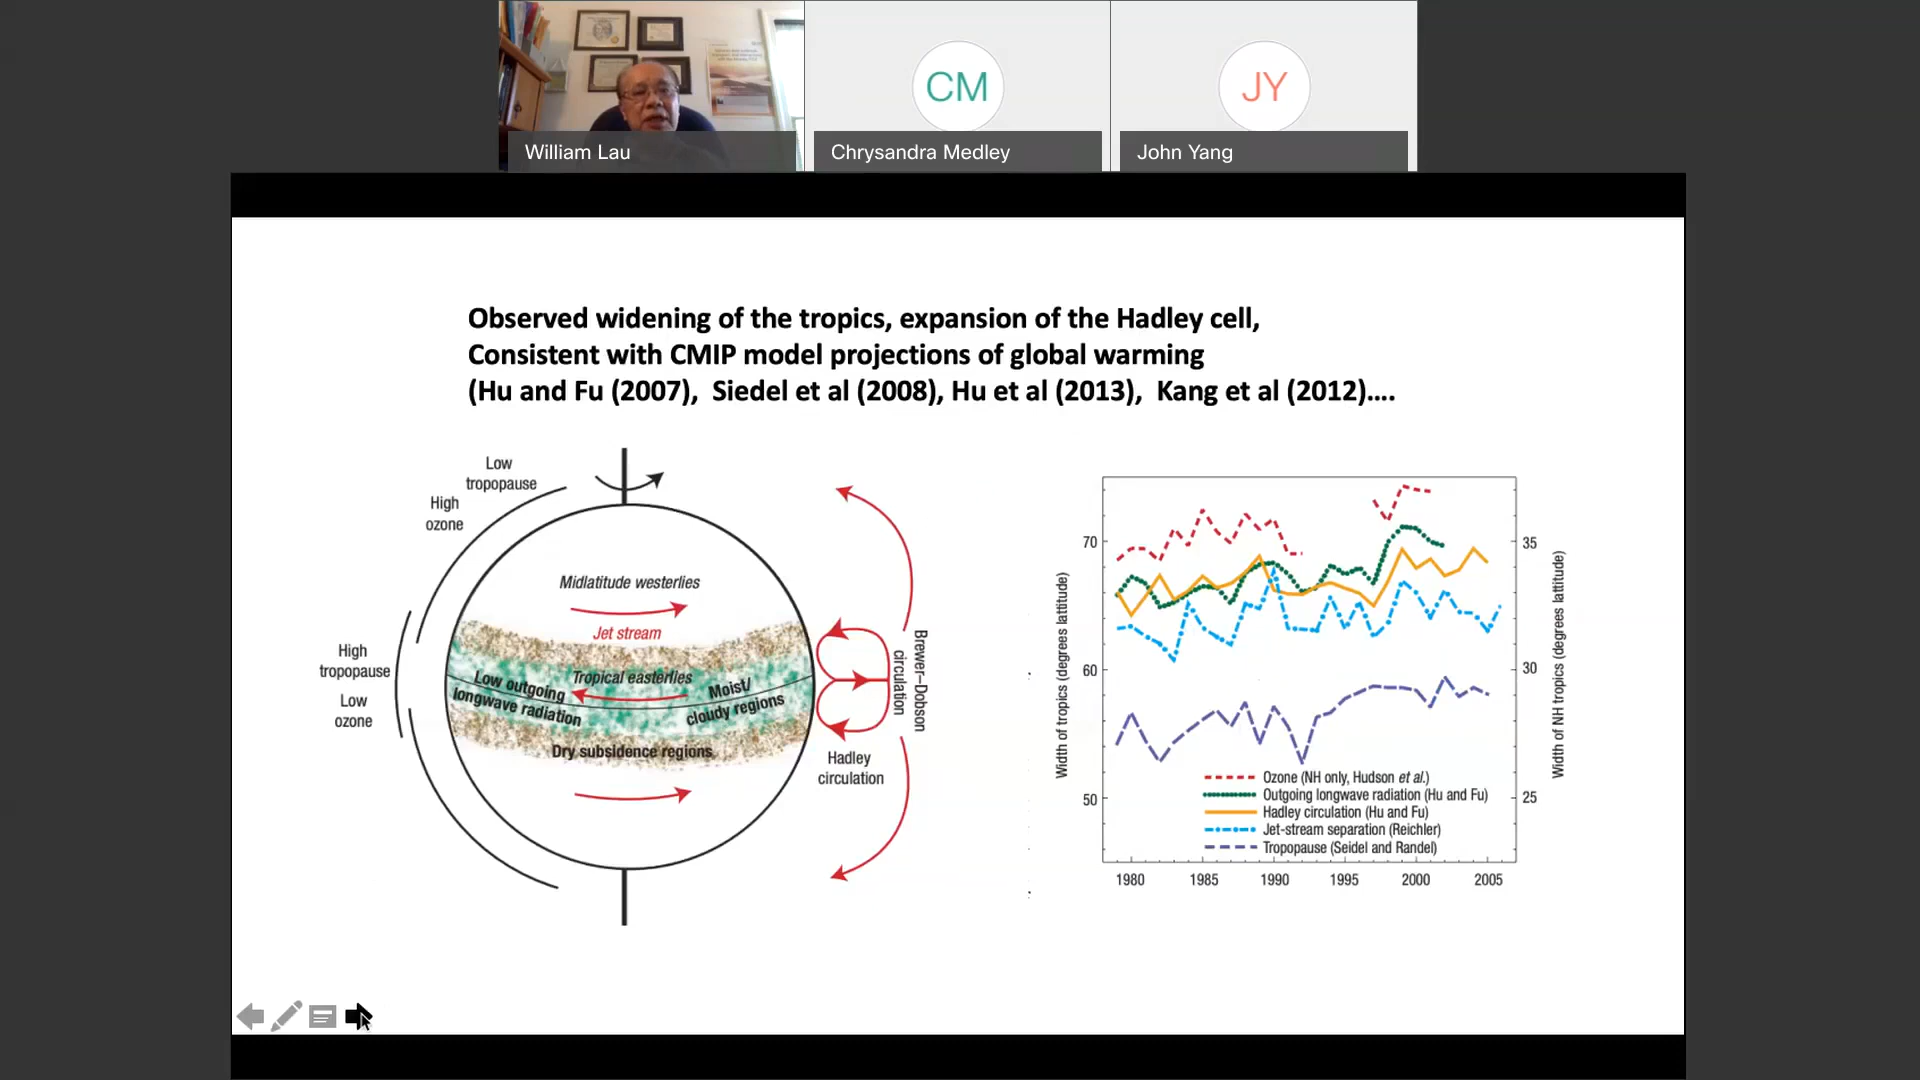 CM
JY
William Lau
Chrysandra Medley
John Yang
Observed widening of the tropics, expansion of the Hadley cell,
Consistent with CMIP model projections of global warming
(Hu and Fu (2007), Siedel et al (2008), Hu et al (2013), Kang et al (2012)....
Low
tropopause
High
ozone
High
tropopause
Low
ozone
Midlatitude westerlies
Jet stream
Tropical easterlies
Low outgoing
longwave radiation
Moist/
cloudy regions
Dry subsidence regions
Brewer–Dobson
circulation
Hadley
circulation
Width of tropics (degrees lattitude)
70
60
50
35
30
25
Width of NH tropics (degrees lattitude)
Ozone (NH only, Hudson et al.)
Outgoing longwave radiation (Hu and Fu)
Hadley circulation (Hu and Fu)
Jet-stream separation (Reichler)
Tropopause (Seidel and Randel)
1980 1985 1990 1995 2000 2005